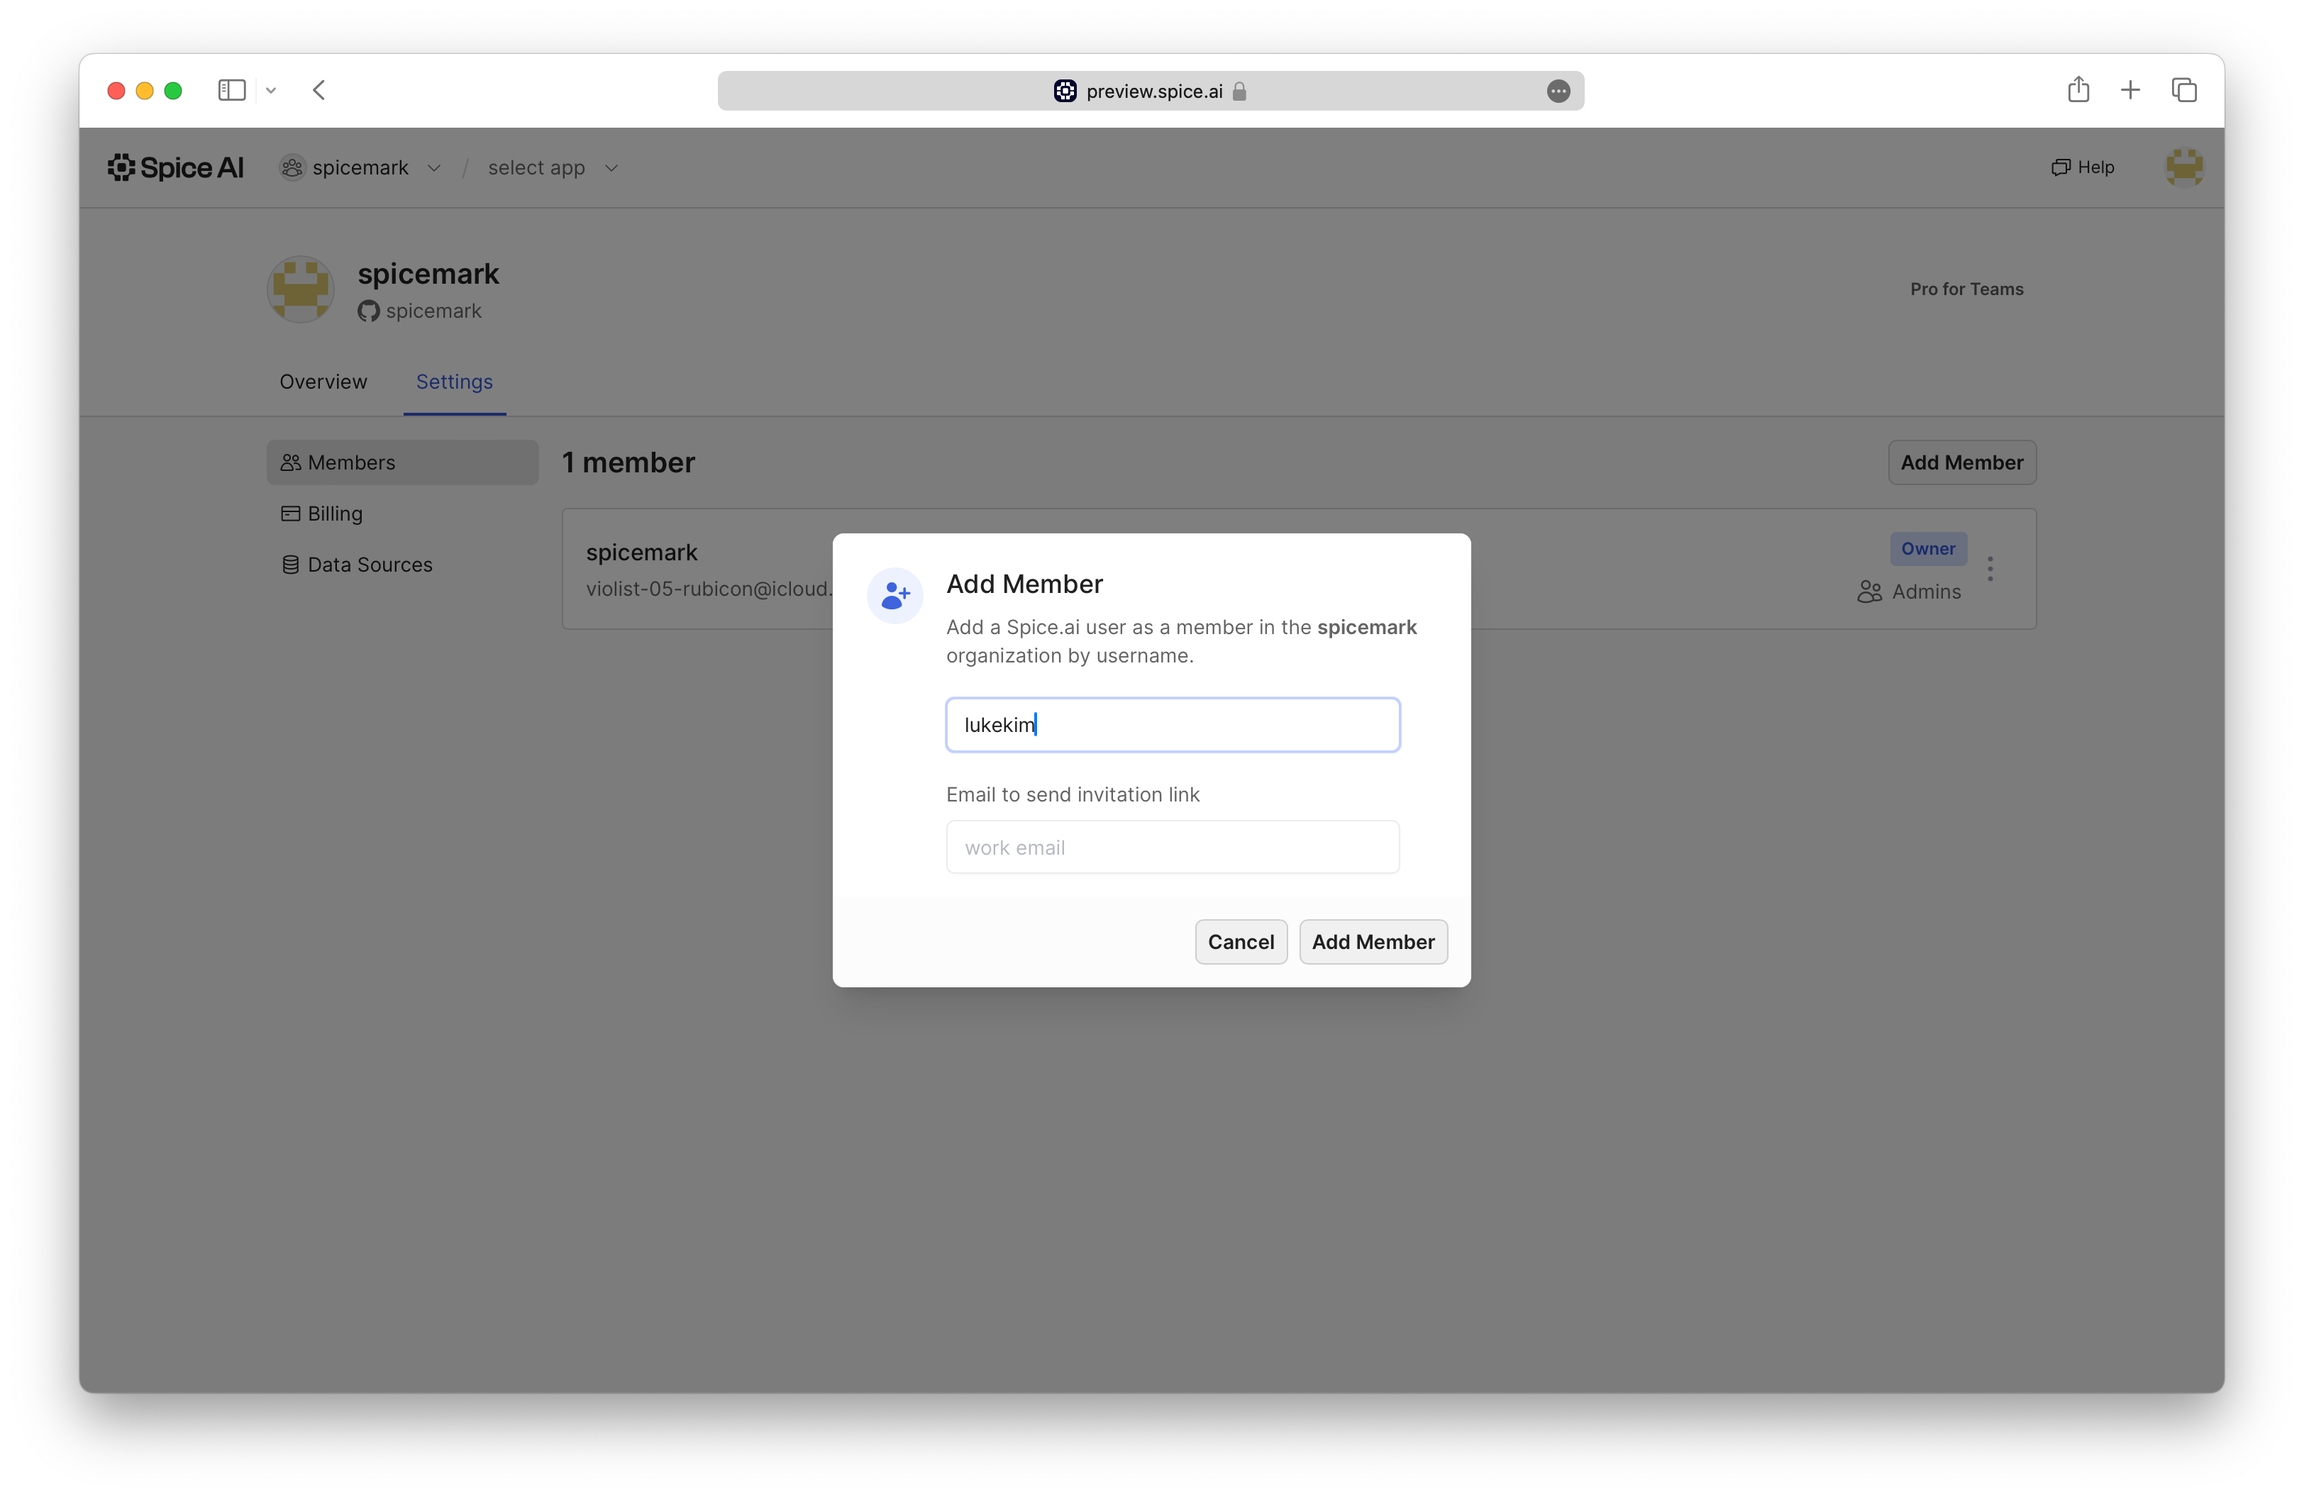 preview.spice.ai
Spice AI
spicemark
/
select app
Help
spicemark
spicemark
Pro for Teams
Overview
Settings
Members
Billing
Data Sources
1 member
Add Member
spicemark
violist-05-rubicon@icloud.
Owner
Admins
Add Member
Add a Spice.ai user as a member in the spicemark
organization by username.
lukekim
Email to send invitation link
work email
Cancel
Add Member